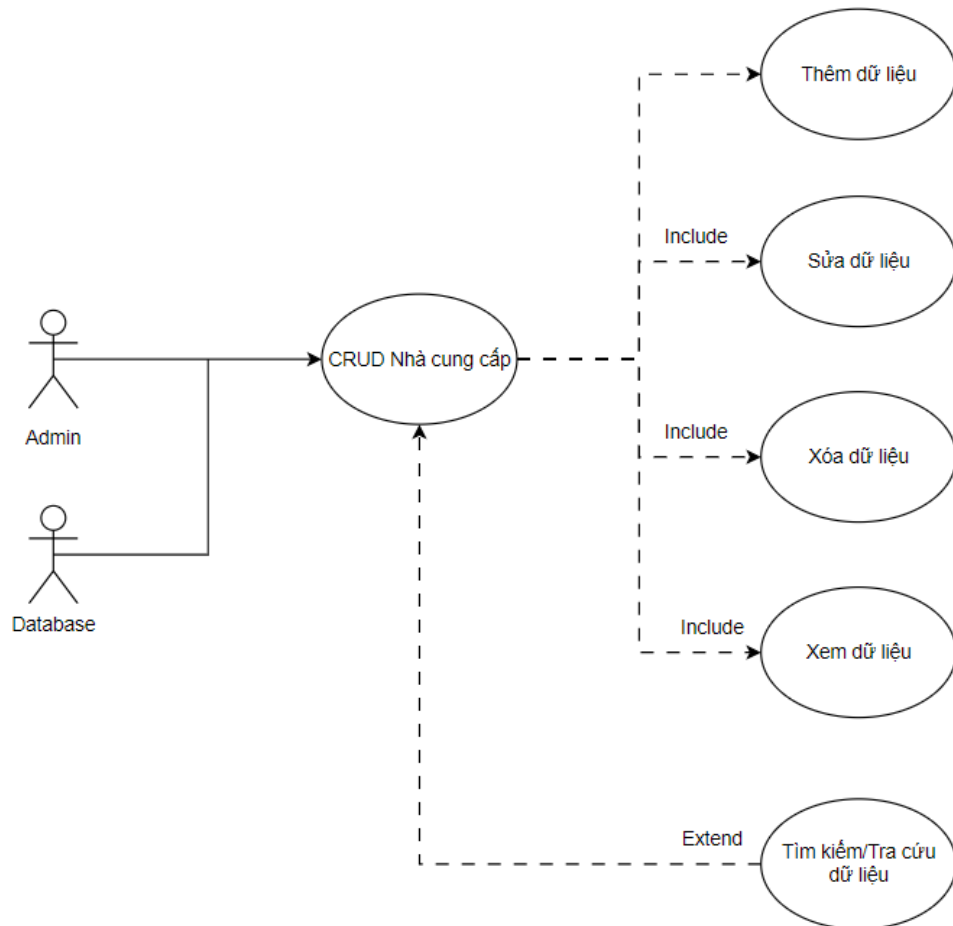 Thêm dữ liệu
Include
Sửa dữ liệu
CRUD Nhà cung cấp
Admin
Include
Xóa dữ liệu
Database
Include
Xem dữ liệu
Extend
Tìm kiếm/Tra cứu
dữ liệu